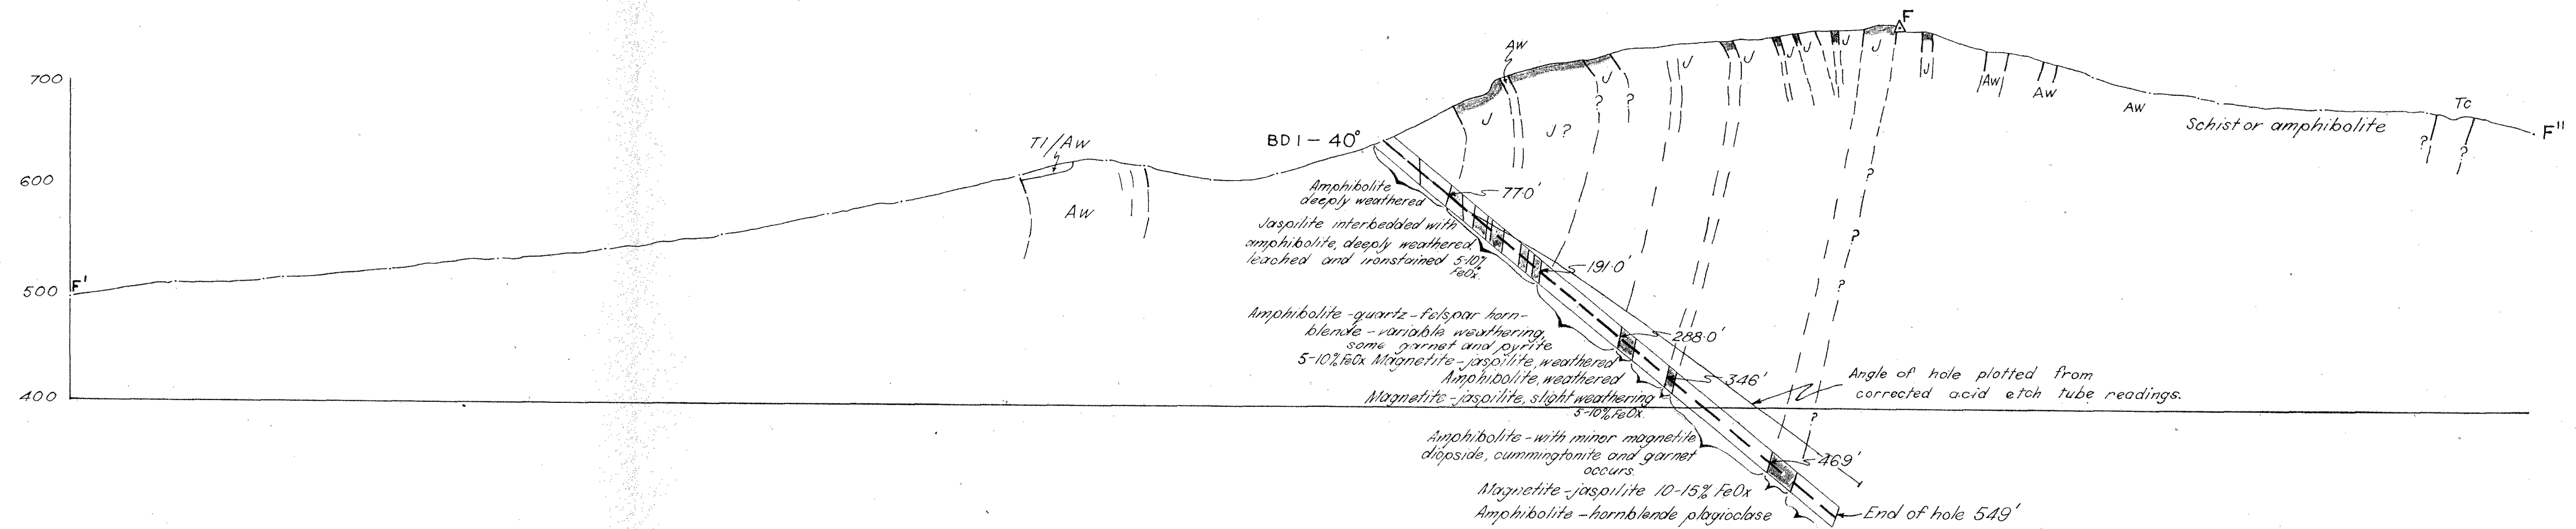 700
600
500
400
F'
Tl/Aw
Aw
BD 1 - 40°
Aw
J
J ?
J
?
?
J
J
J
J
J
J
F
J
Aw
Aw
Aw
Tc
Schist or amphibolite
F"
?
?
?
?
?
?
Amphibolite
deeply weathered
77·0'
Jaspilite interbedded with
amphibolite, deeply weathered,
leached and ironstained 5-10%
FeOx.
191·0'
Amphibolite - quartz - felspar horn-
blende - variable weathering,
some garnet and pyrite
288·0'
5-10% FeOx Magnetite - jaspilite, weathered
Amphibolite, weathered
346'
Magnetite - jaspilite, slight weathering
5-10% FeOx.
Angle of hole plotted from
corrected acid etch tube readings.
Amphibolite - with minor magnetite
diopside, cummingtonite and garnet
occurs.
469'
Magnetite - jaspilite 10-15% FeOx
Amphibolite - hornblende plagioclase
End of hole 549'